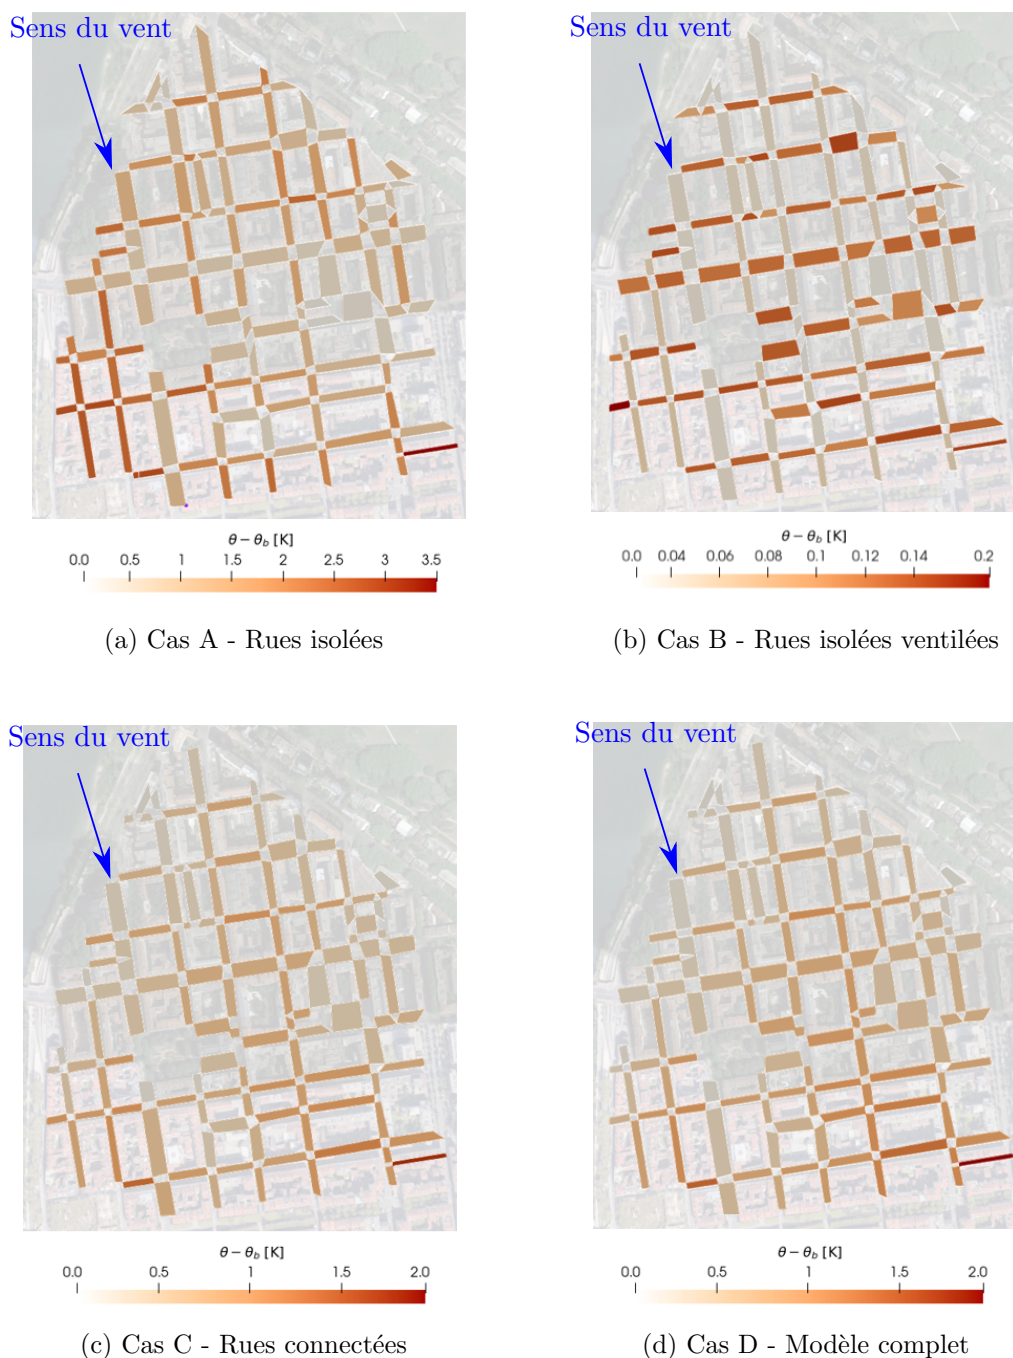 Sens du vent
Sens du vent
θ − θb [K]
0.0 0.5 1 1.5 2 2.5 3 3.5
θ − θb [K]
0.0 0.04 0.06 0.08 0.1 0.12 0.14 0.2
(a) Cas A - Rues isolées
(b) Cas B - Rues isolées ventilées
Sens du vent
Sens du vent
θ − θb [K]
0.0 0.5 1 1.5 2.0
θ − θb [K]
0.0 0.5 1 1.5 2.0
(c) Cas C - Rues connectées
(d) Cas D - Modèle complet